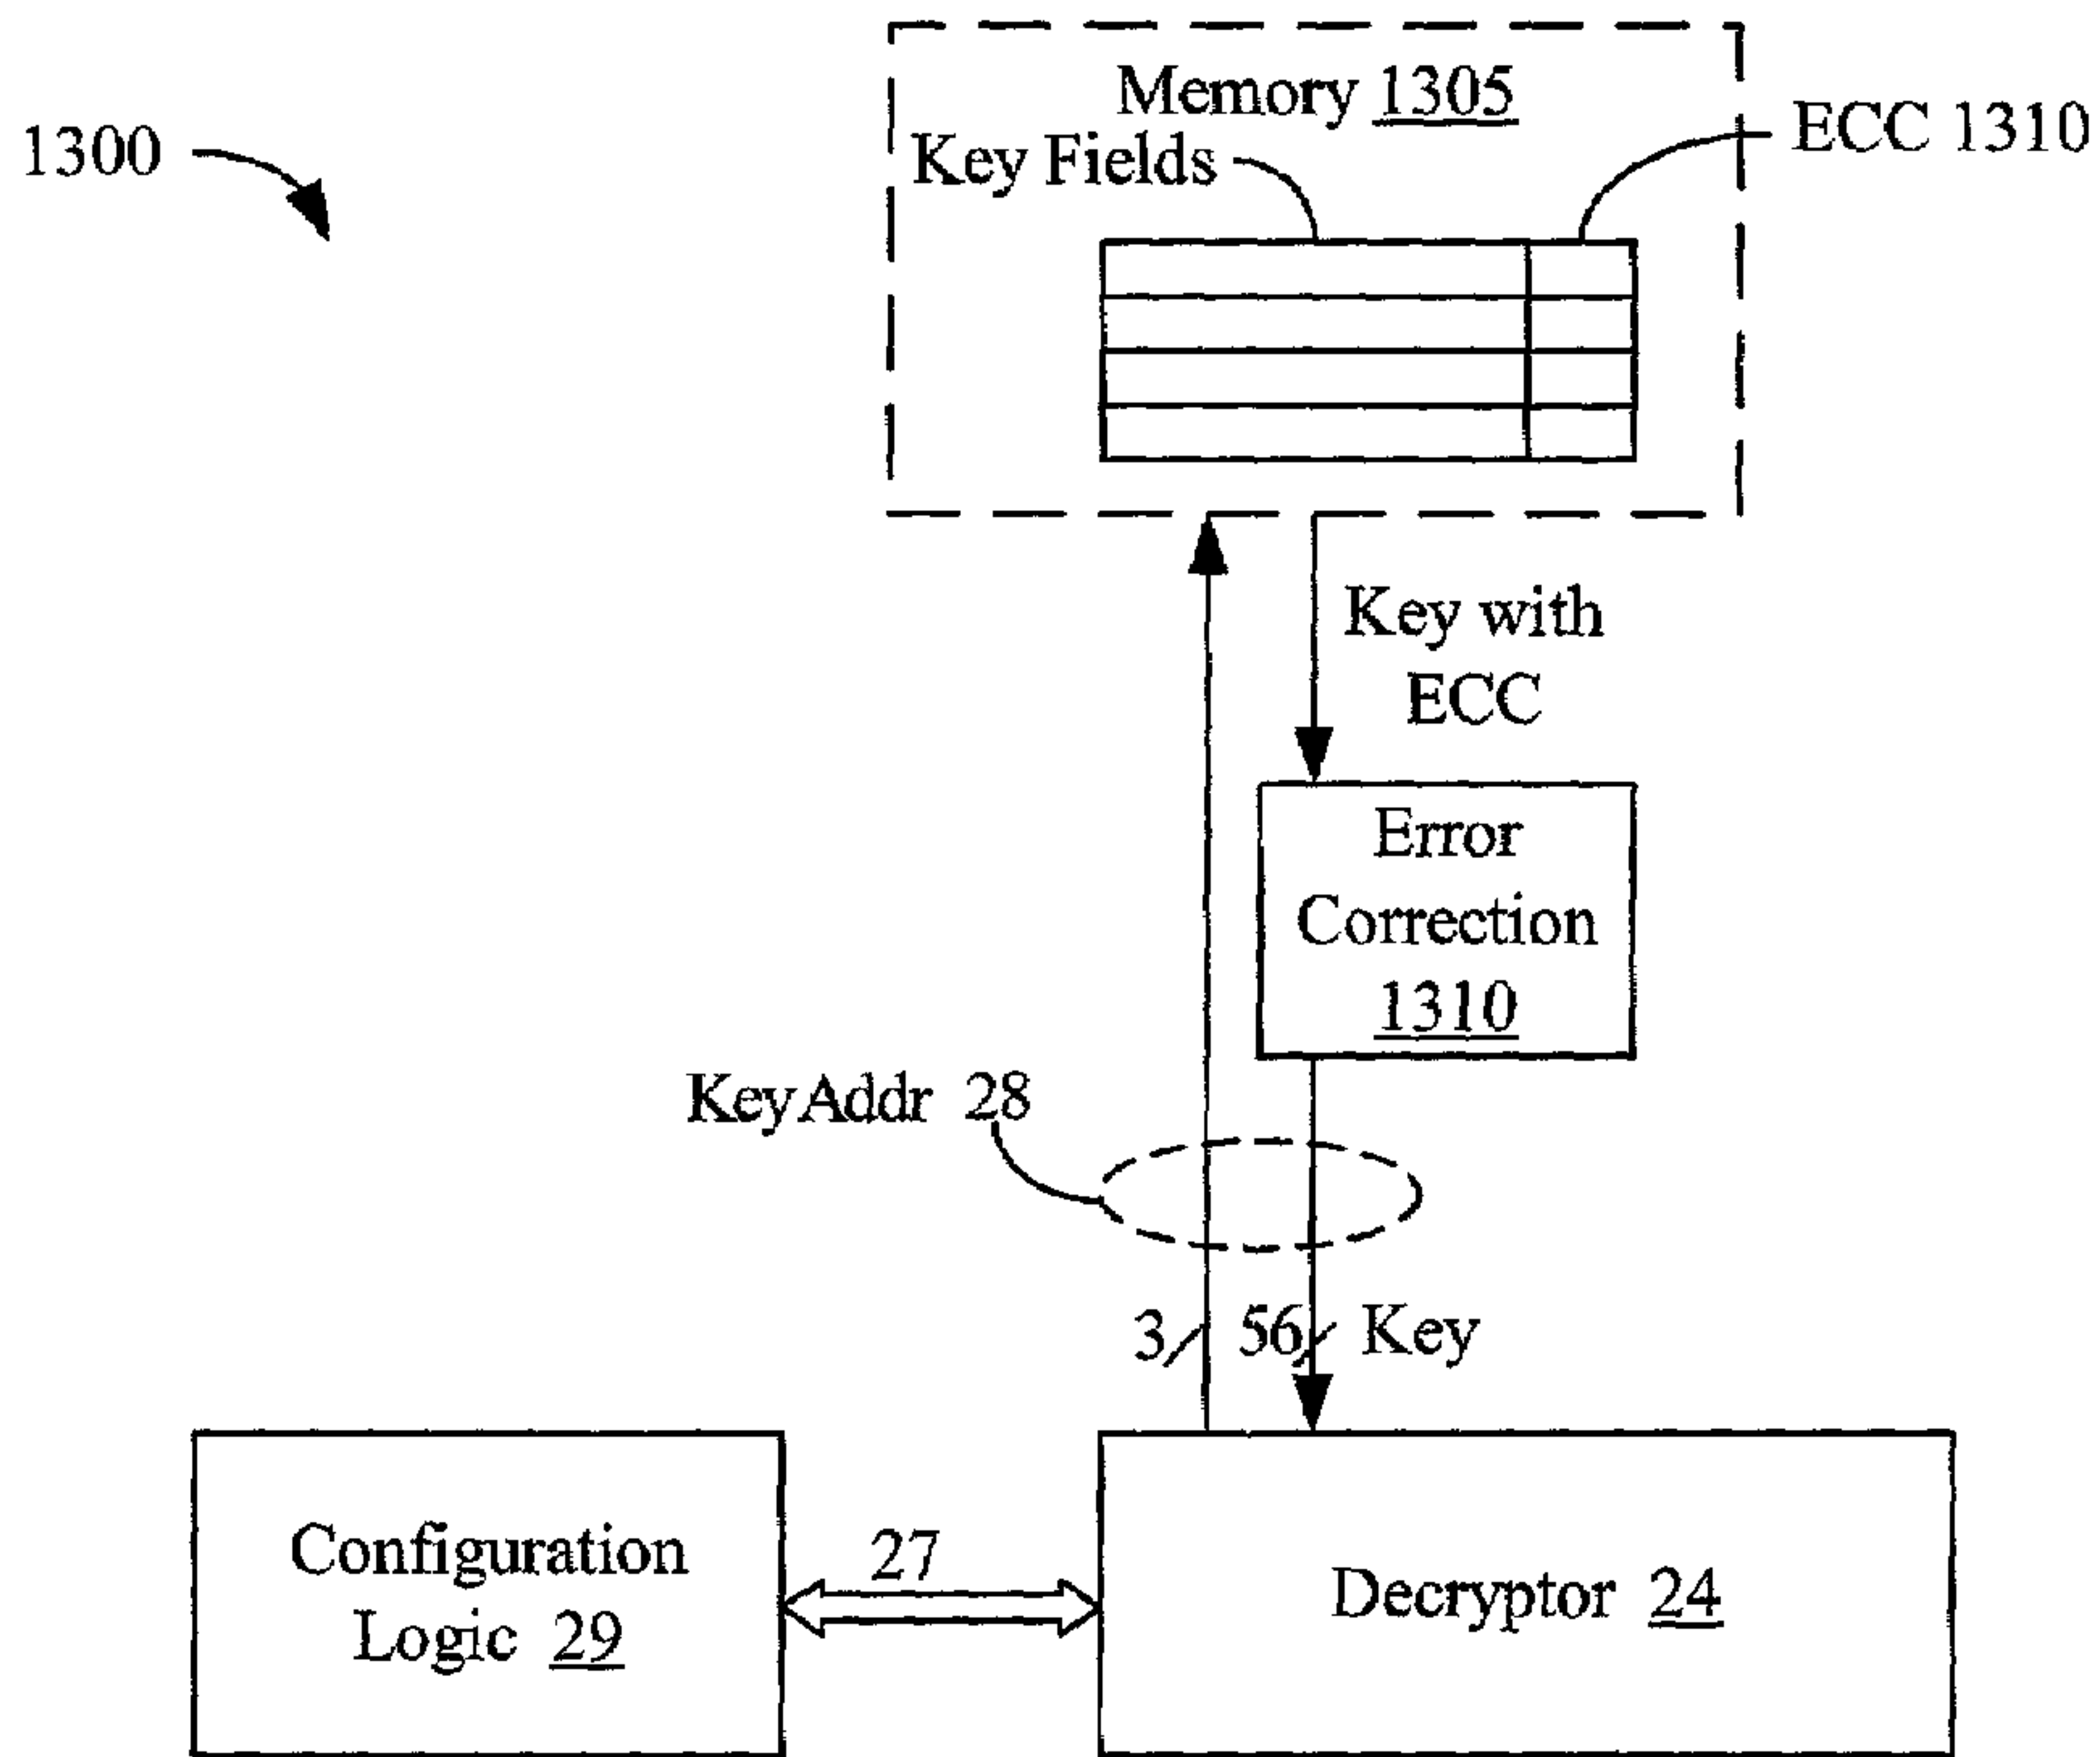 Memory 1305
1300
ECC 1310
Key Fields
Key with
ECC
Error
Correction
1310
KeyAddr 28
3
56
Key
Configuration
Logic 29
27
Decryptor 24